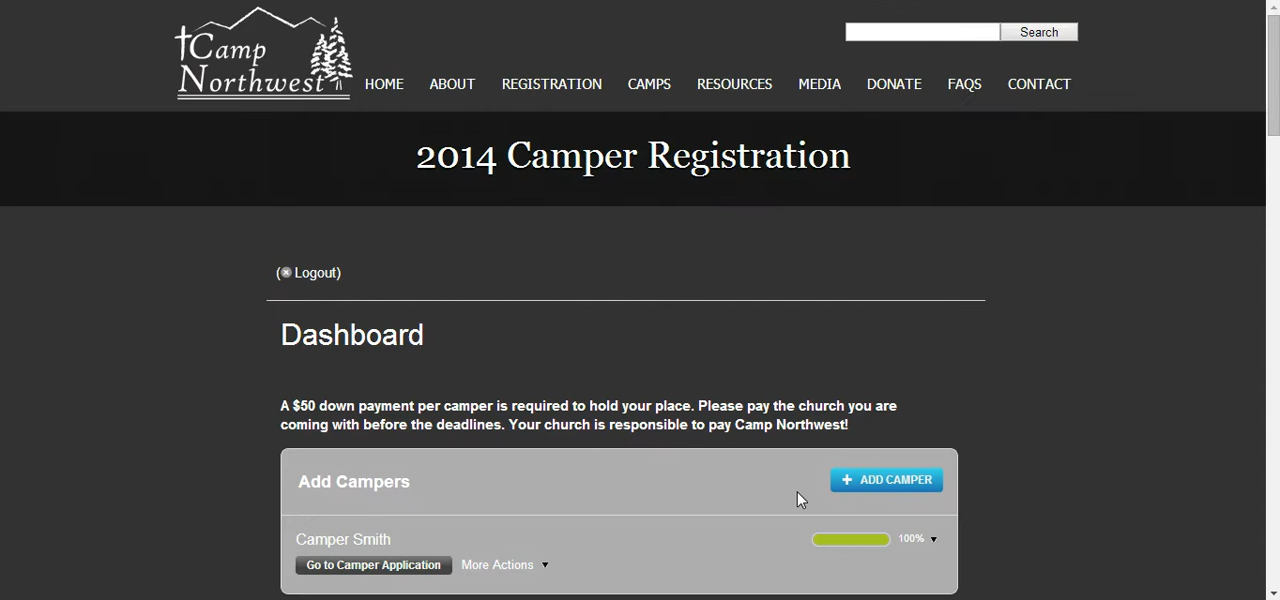 Camp
Northwest
Search
HOME ABOUT REGISTRATION CAMPS RESOURCES MEDIA DONATE FAQS CONTACT
2014 Camper Registration
( Logout)
Dashboard
A $50 down payment per camper is required to hold your place. Please pay the church you are
coming with before the deadlines. Your church is responsible to pay Camp Northwest!
Add Campers
+ ADD CAMPER
Camper Smith
100%
Go to Camper Application More Actions